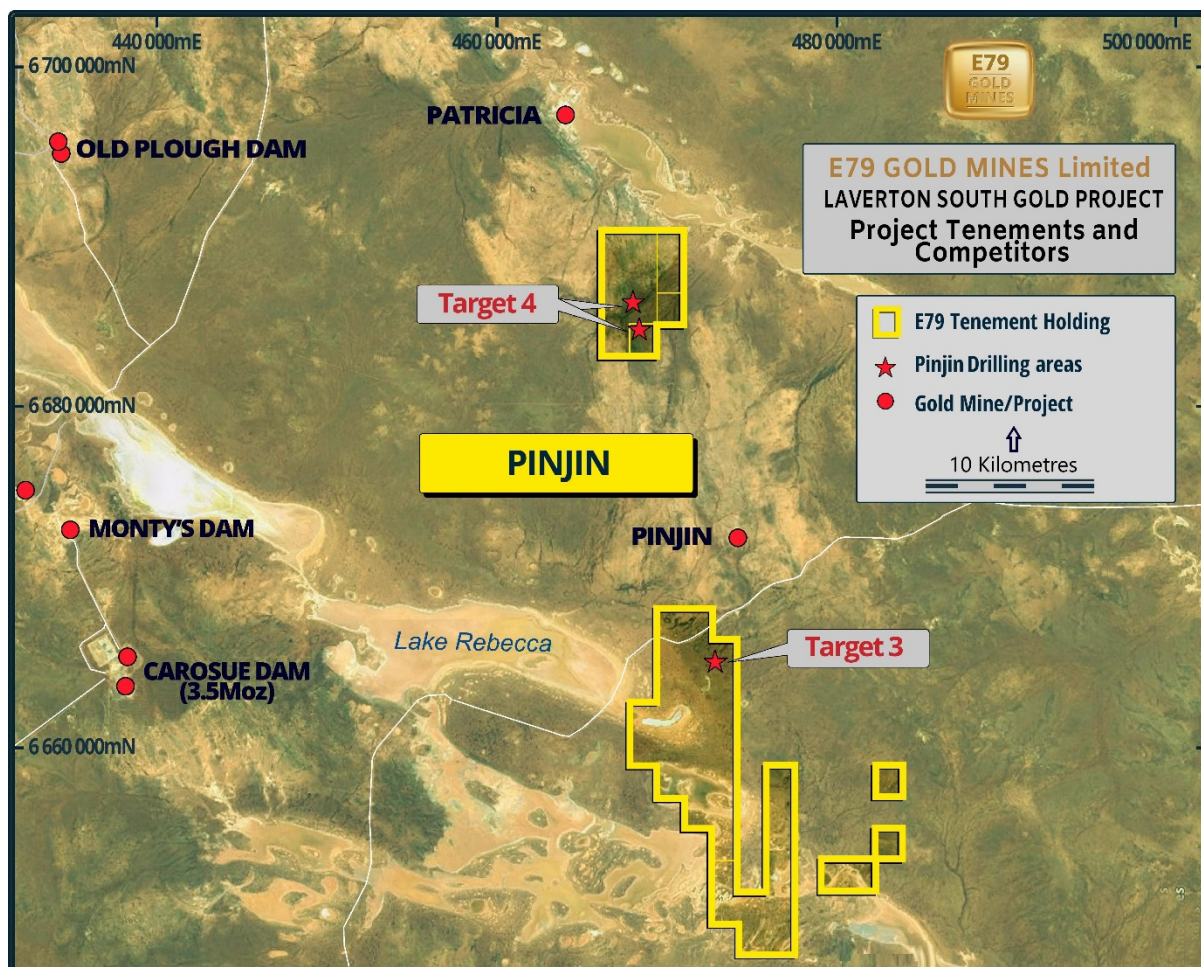 440 000mE
460 000mE
480 000mE
500 000mE
6 700 000mN
E79
GOLD
MINES
PATRICIA
OLD PLOUGH DAM
E79 GOLD MINES Limited
LAVERTON SOUTH GOLD PROJECT
Project Tenements and
Competitors
Target 4
E79 Tenement Holding
Pinjin Drilling areas
Gold Mine/Project
10 Kilometres
6 680 000mN
PINJIN
MONTY'S DAM
PINJIN
Lake Rebecca
Target 3
CAROSUE DAM
(3.5Moz)
6 660 000mN